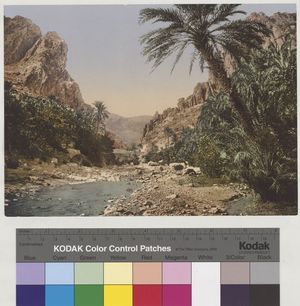 Kodak
KODAK Color Control Patches
Blue Cyan Green Yellow Red Magenta White 3/Color Black